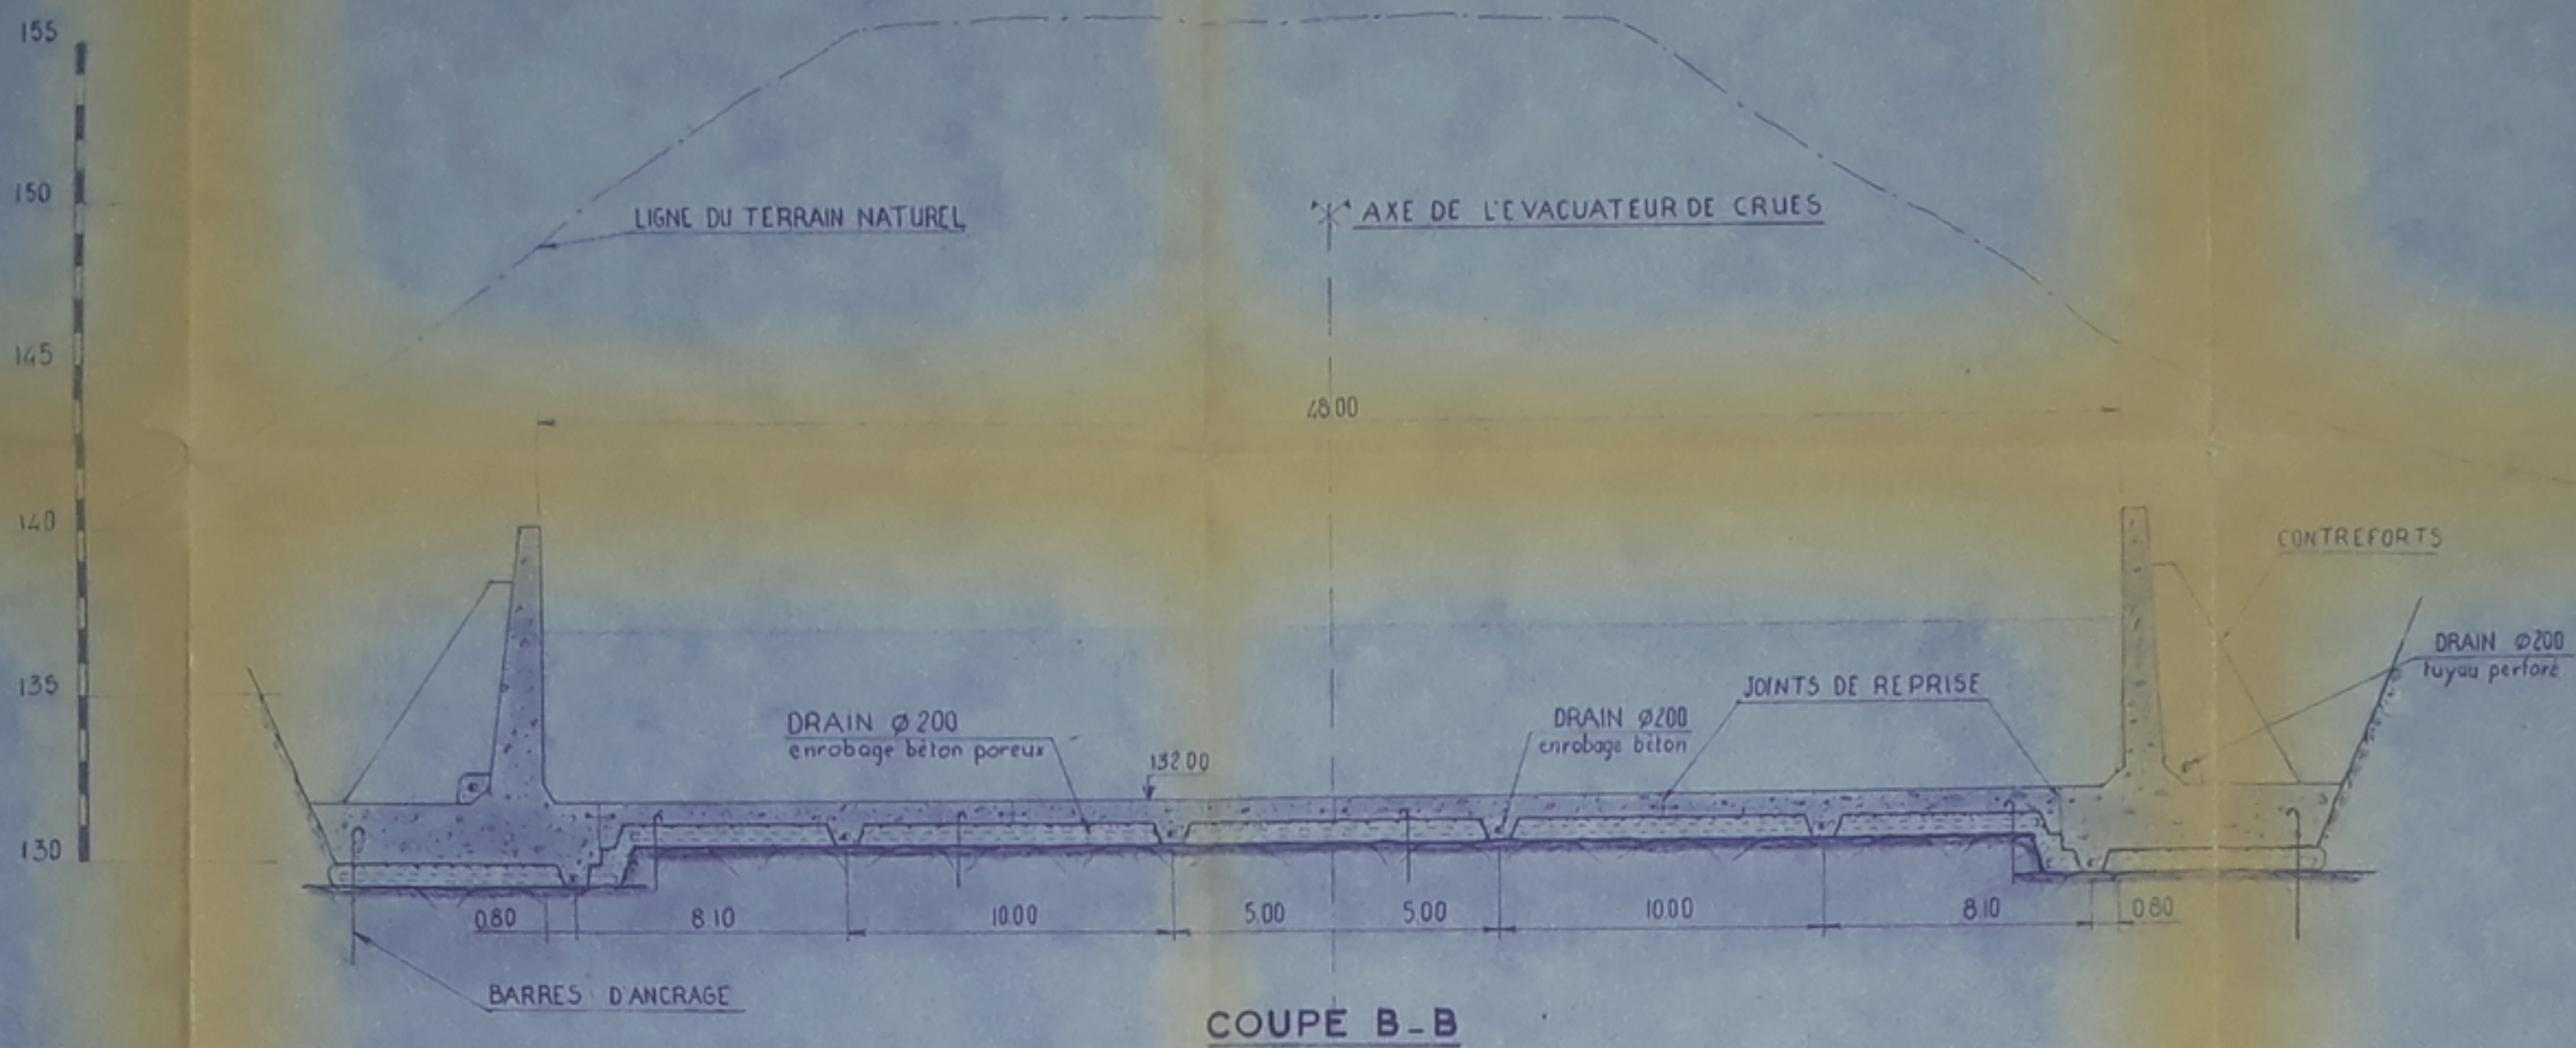 155
150
LIGNE DU TERRAIN NATUREL
AXE DE L'EVACUATEUR DE CRUES
145
48.00
140
CONTREFORTS
135
DRAIN Ø200
tuyau perforé
JOINTS DE REPRISE
DRAIN Ø 200
enrobage béton poreux
DRAIN Ø200
enrobage béton
132.00
130
0.80
8.10
10.00
5.00
5.00
10.00
8.10
0.80
BARRES D'ANCRAGE
COUPE B-B